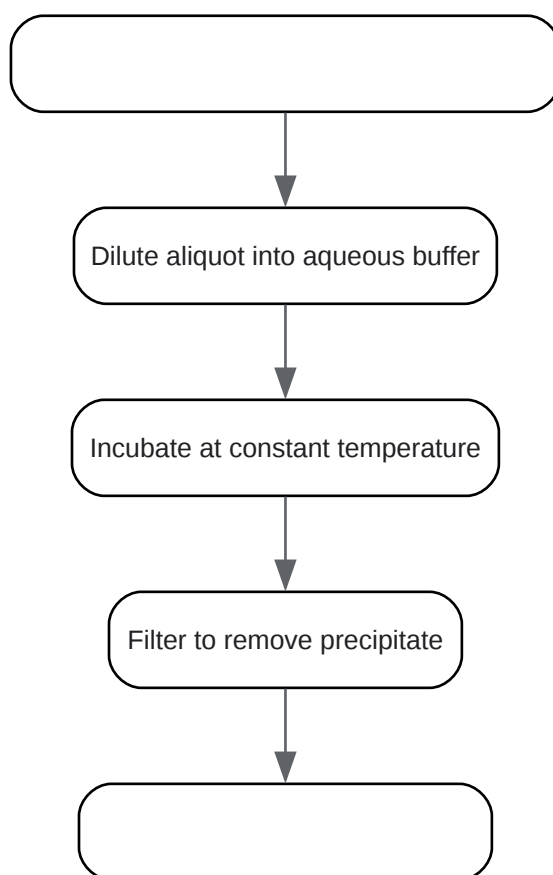 Dilute aliquot into aqueous buffer
Incubate at constant temperature
Filter to remove precipitate